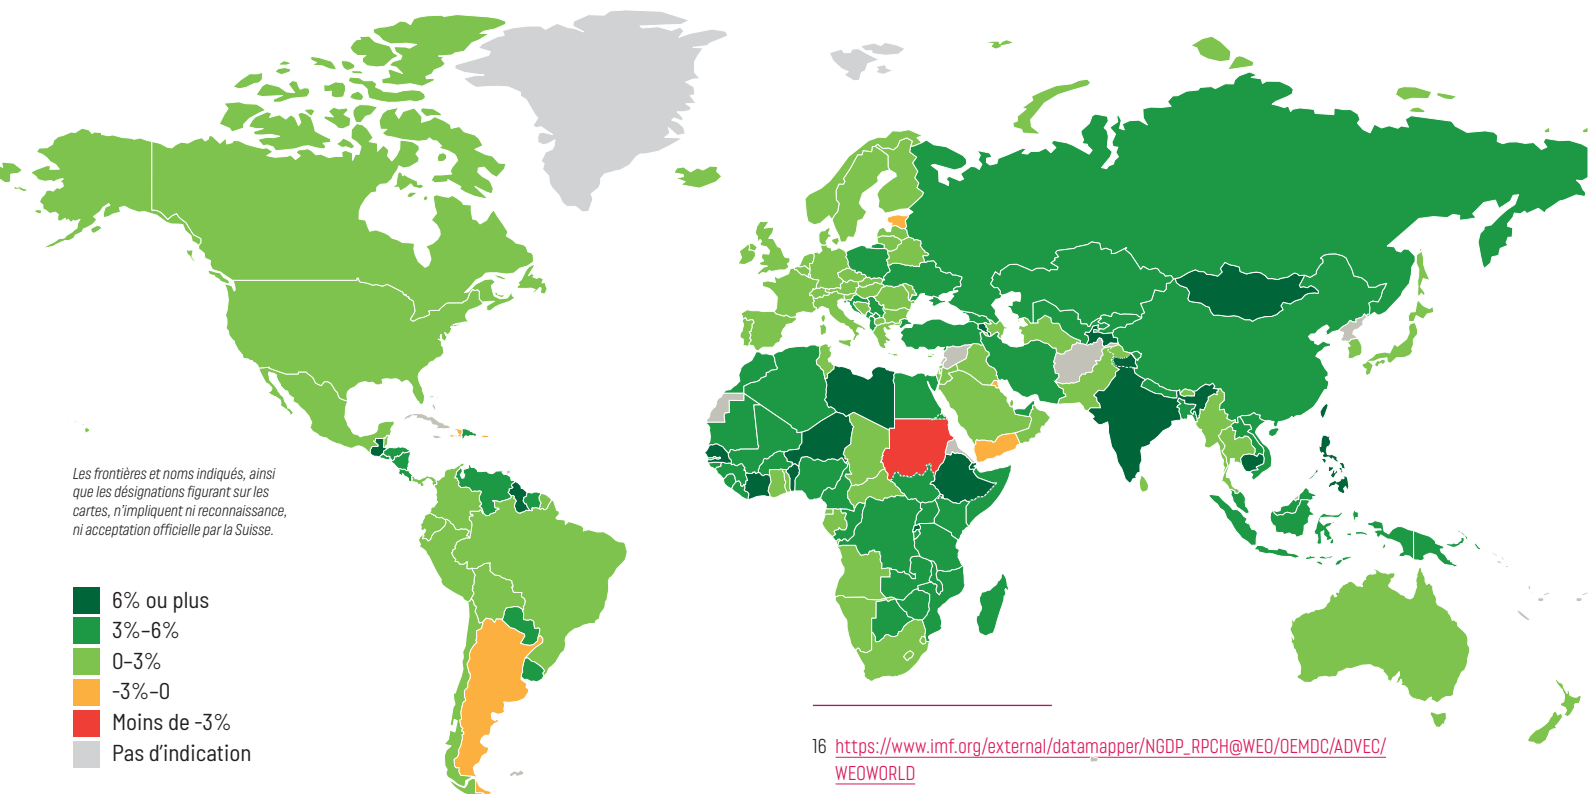 Les frontières et noms indiqués, ainsi
que les désignations figurant sur les
cartes, n'impliquent ni reconnaissance,
ni acceptation officielle par la Suisse.
6% ou plus
3%–6%
0–3%
-3%–0
Moins de -3%
Pas d'indication
16 https://www.imf.org/external/datamapper/NGDP_RPCH@WEO/OEMDC/ADVEC/
WEOWORLD